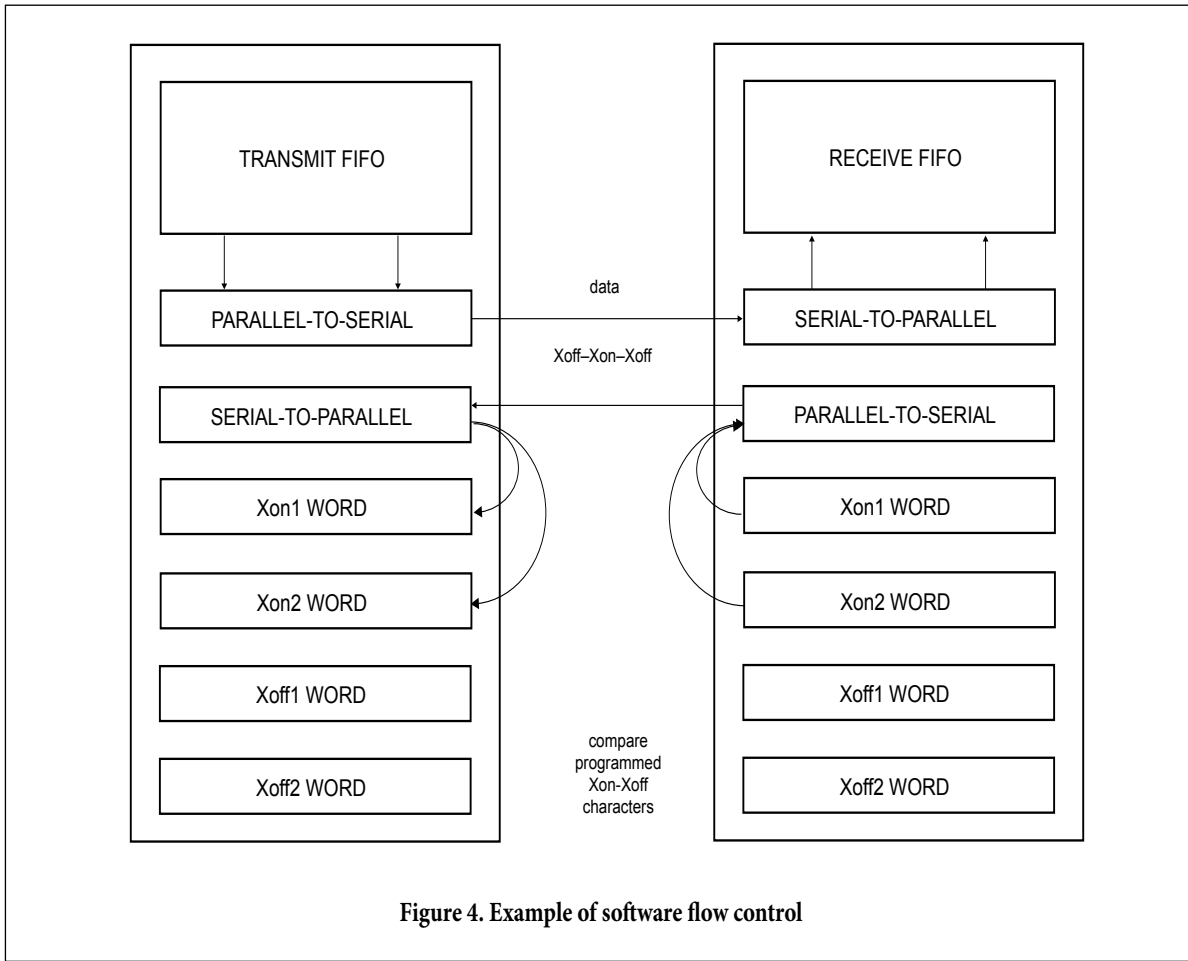 TRANSMIT FIFO
PARALLEL-TO-SERIAL
SERIAL-TO-PARALLEL
Xon1 WORD
Xon2 WORD
Xoff1 WORD
Xoff2 WORD
data
Xoff–Xon–Xoff
compare
programmed
Xon-Xoff
characters
RECEIVE FIFO
SERIAL-TO-PARALLEL
PARALLEL-TO-SERIAL
Xon1 WORD
Xon2 WORD
Xoff1 WORD
Xoff2 WORD
Figure 4. Example of software flow control